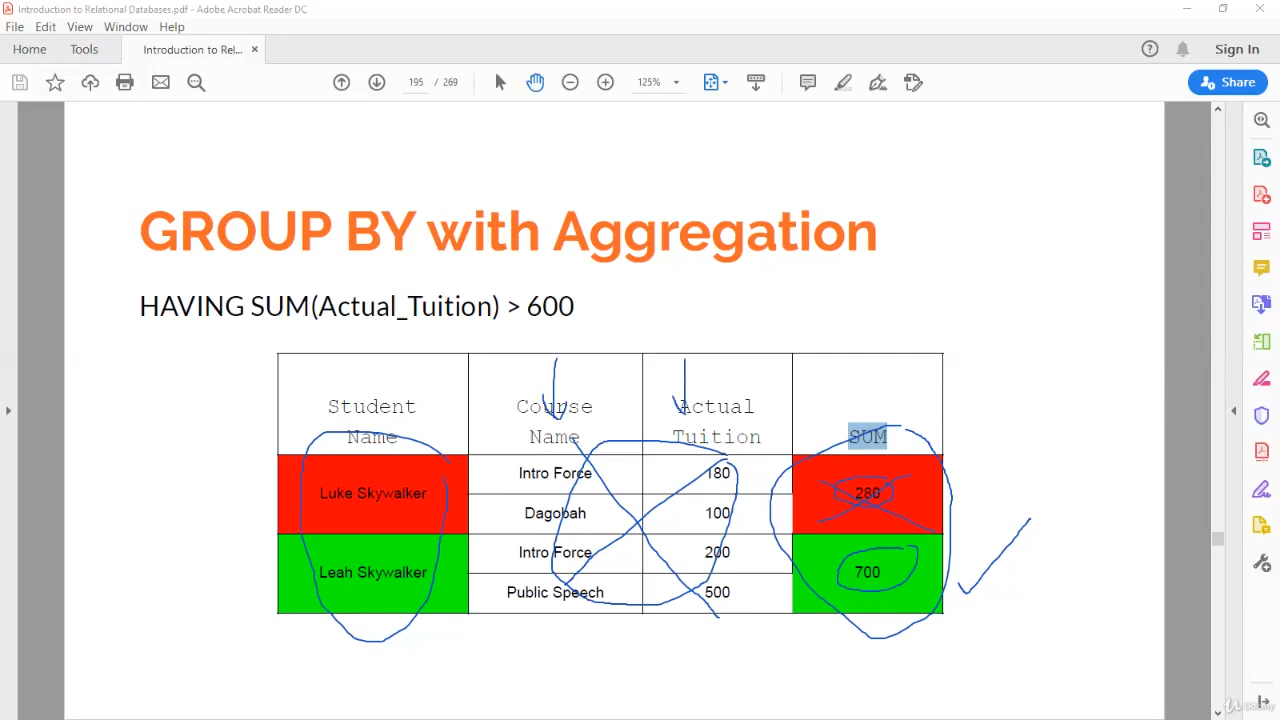 Introduction to Relational Databases.pdf - Adobe Acrobat Reader DC
File Edit View Window Help
Home Tools Introduction to Rel... × Sign In
195 / 269 125% Share
GROUP BY with Aggregation
HAVING SUM(Actual_Tuition) > 600
Student Name Course Name Actual Tuition SUM
Luke Skywalker Intro Force 180 280
Dagobah 100
Leah Skywalker Intro Force 200 700
Public Speech 500
Udemy